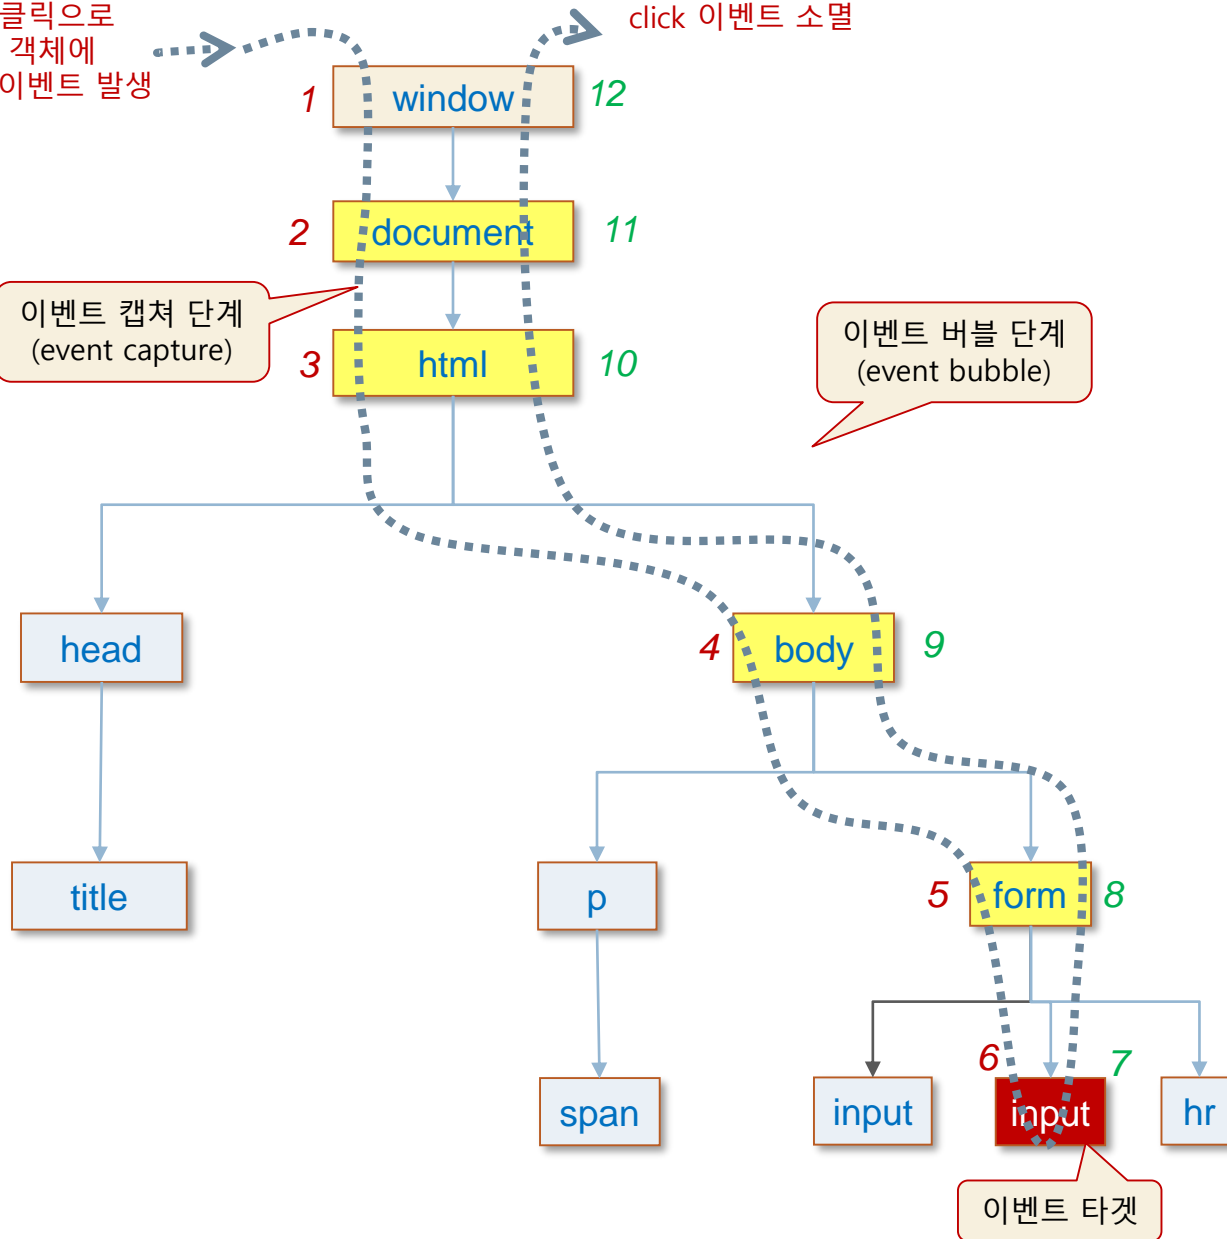 클릭으로
객체에
이벤트 발생
click 이벤트 소멸
1
window
12
2
document
11
이벤트 캡쳐 단계
(event capture)
3
html
10
이벤트 버블 단계
(event bubble)
head
4
body
9
title
p
5
form
8
6
7
span
input
input
hr
이벤트 타겟